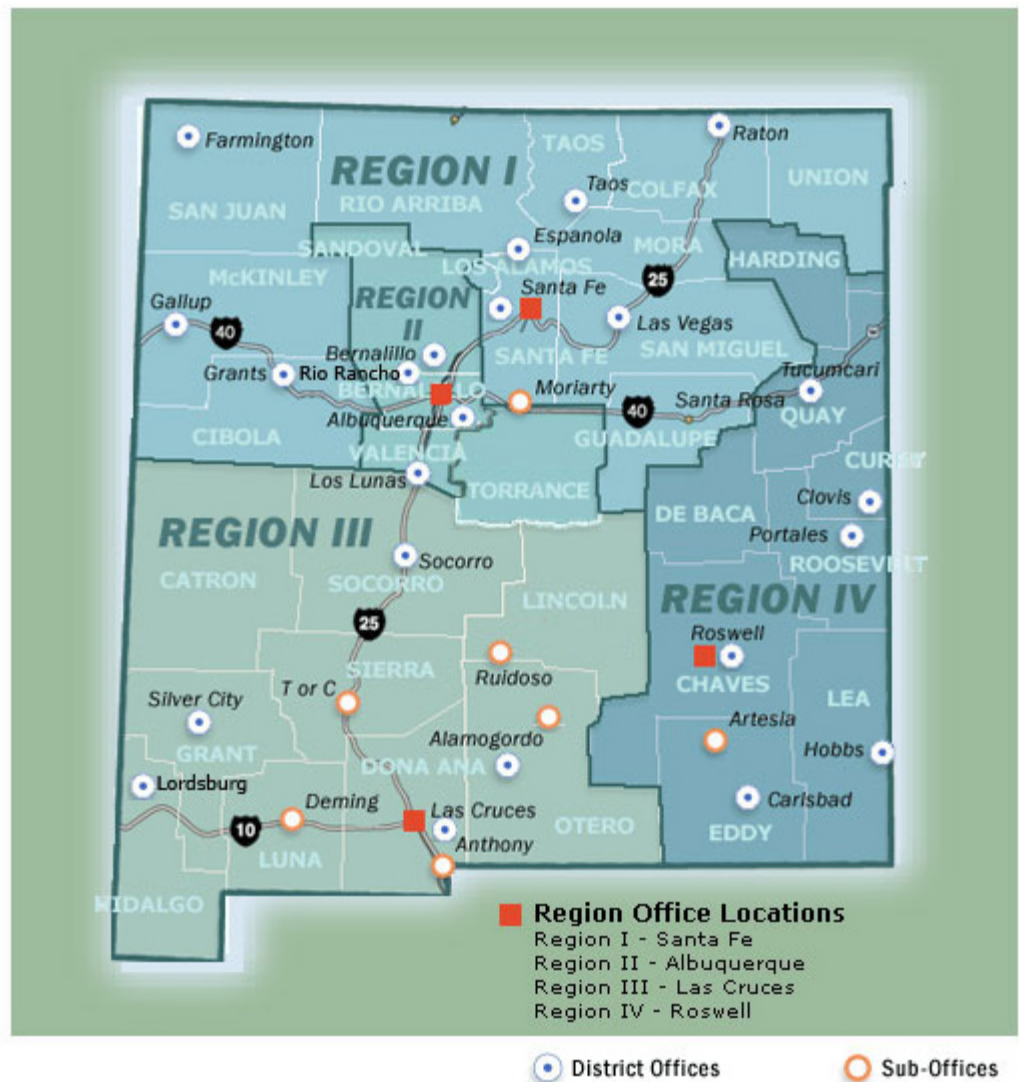 Farmington
Raton
TAOS
REGION I
Taos
COLFAX
UNION
SAN JUAN
RIO ARRIBA
Espanola
SANDOVAL
MORA
HARDING
LOS ALAMOS
McKINLEY
25
Santa Fe
REGION
II
Gallup
40
Las Vegas
SANTA FE
SAN MIGUEL
Bernalillo
Grants
Rio Rancho
Tucumcari
BERNALILLO
Moriarty
Santa Rosa
QUAY
Albuquerque
40
CIBOLA
GUADALUPE
VALENCIA
CURRY
Los Lunas
TORRANCE
Clovis
DE BACA
REGION III
Portales
Socorro
ROOSEVELT
CATRON
SOCORRO
LINCOLN
REGION IV
25
Roswell
SIERRA
Ruidoso
CHAVES
T or C
LEA
Silver City
Artesia
Alamogordo
GRANT
DONA ANA
Hobbs
Lordsburg
Deming
Las Cruces
Carlsbad
10
Anthony
OTERO
EDDY
LUNA
HIDALGO
Region Office Locations
Region I - Santa Fe
Region II - Albuquerque
Region III - Las Cruces
Region IV - Roswell
District Offices
Sub-Offices